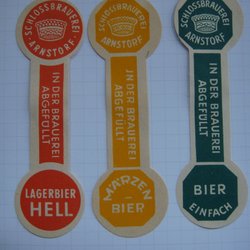 SCHLOSSBRAUEREI
ARNSTORF
IN DER BRAUEREI
ABGEFÜLLT
LAGERBIER
HELL
SCHLOSSBRAUEREI
ARNSTORF
IN DER BRAUEREI
ABGEFÜLLT
MÄRZEN-
BIER
SCHLOSSBRAUEREI
ARNSTORF
IN DER BRAUEREI
ABGEFÜLLT
BIER
EINFACH